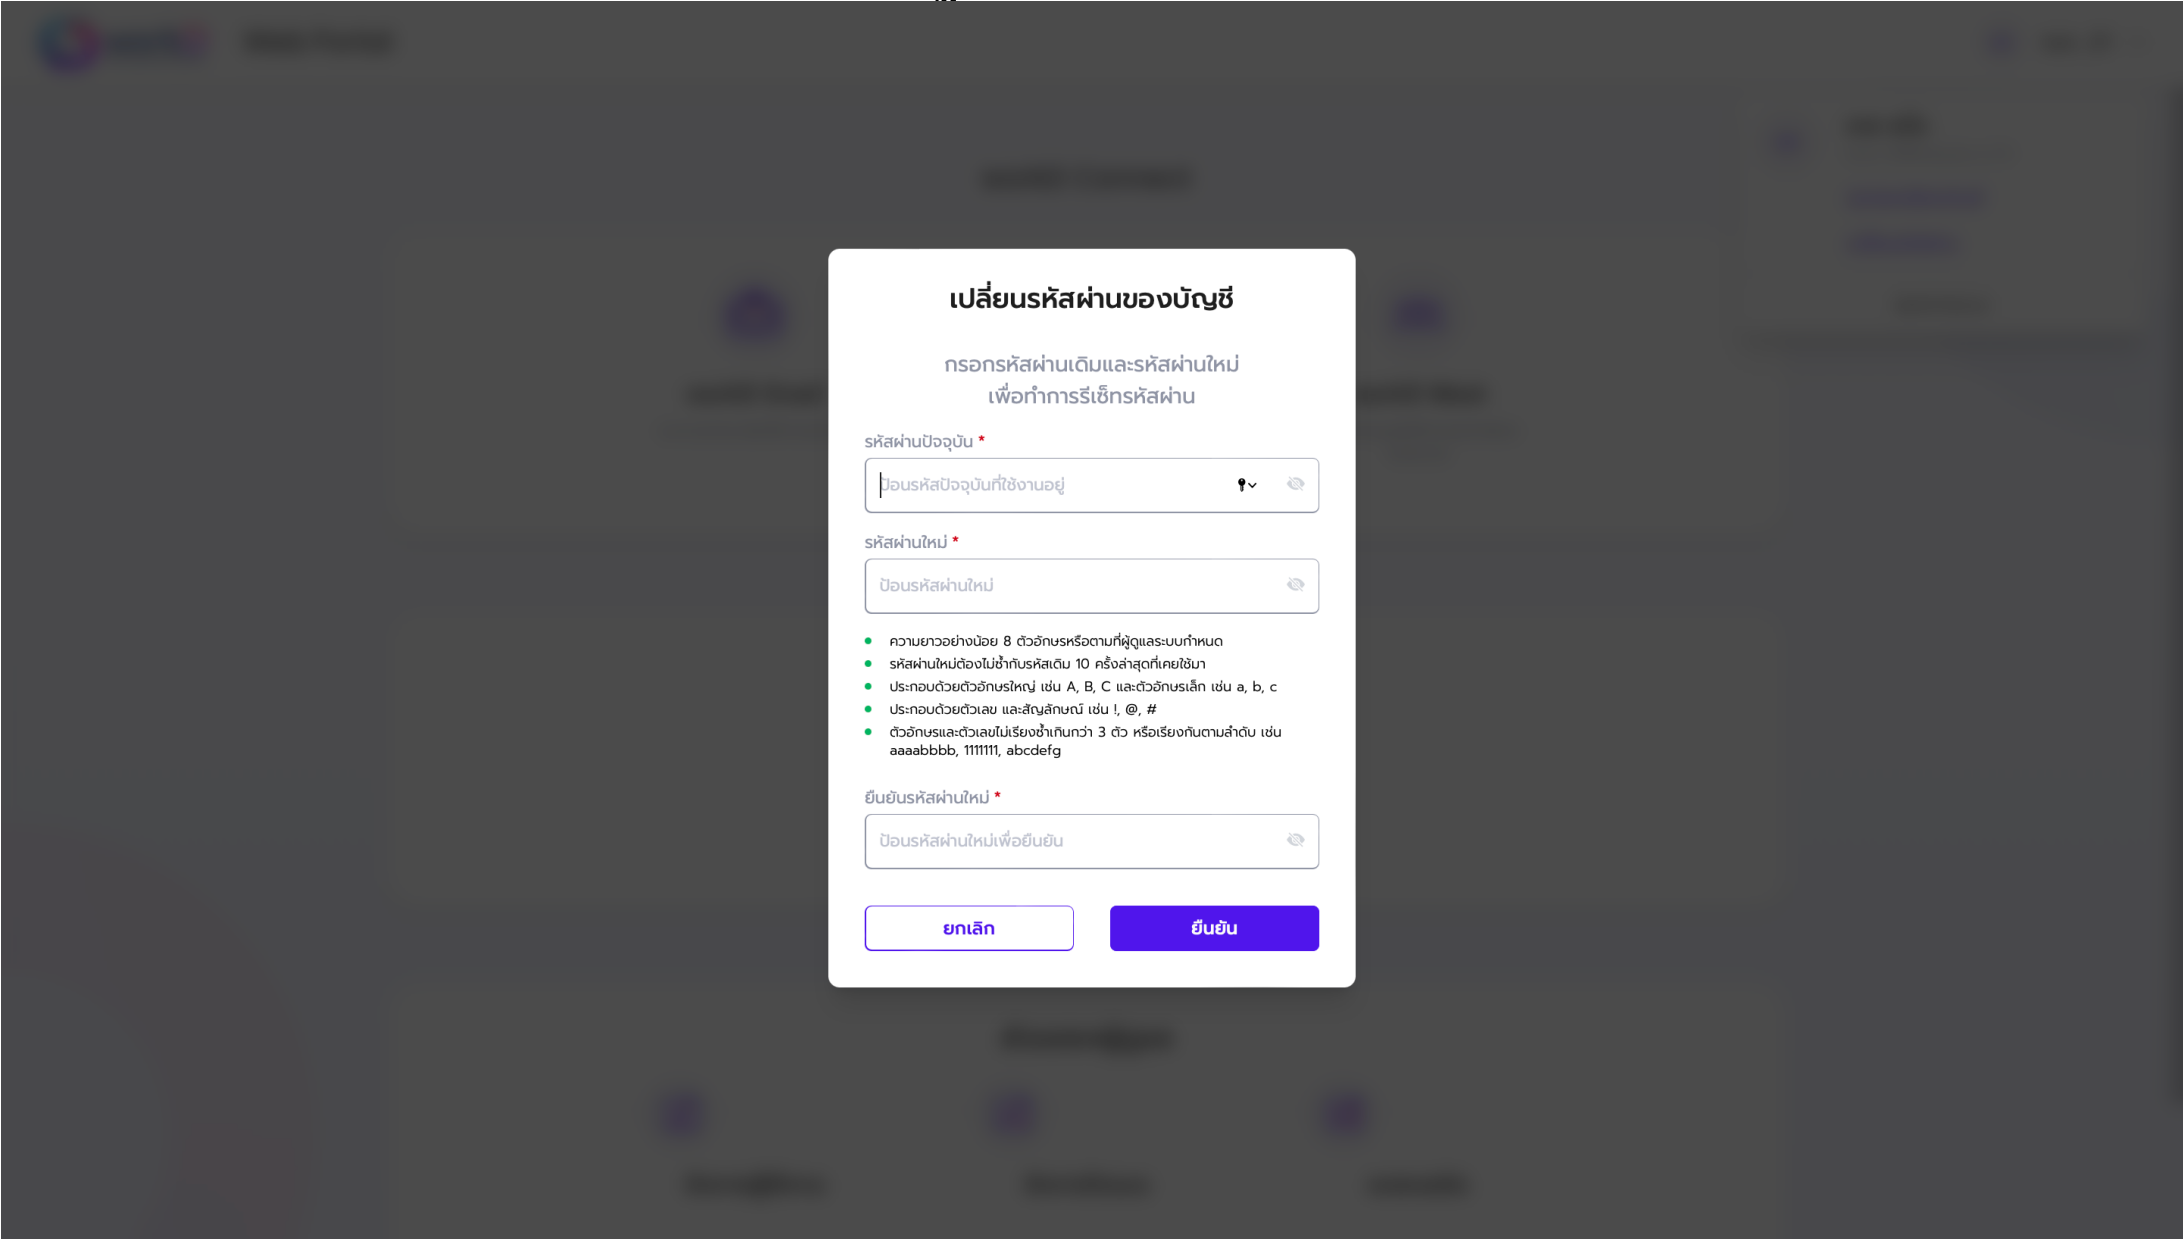 เปลี่ยนรหัสผ่านของบัญชี
กรอกรหัสผ่านเดิมและรหัสผ่านใหม่
เพื่อทำการรีเซ็ทรหัสผ่าน
รหัสผ่านปัจจุบัน *
ป้อนรหัสปัจจุบันที่ใช้งานอยู่
รหัสผ่านใหม่ *
ป้อนรหัสผ่านใหม่
ความยาวอย่างน้อย 8 ตัวอักษรหรือตามที่ผู้ดูแลระบบกำหนด
รหัสผ่านใหม่ต้องไม่ซ้ำกับรหัสเดิม 10 ครั้งล่าสุดที่เคยใช้มา
ประกอบด้วยตัวอักษรใหญ่ เช่น A, B, C และตัวอักษรเล็ก เช่น a, b, c
ประกอบด้วยตัวเลข และสัญลักษณ์ เช่น !, @, #
ตัวอักษรและตัวเลขไม่เรียงซ้ำเกินกว่า 3 ตัว หรือเรียงกันตามลำดับ เช่น
aaaabbbb, 1111111, abcdefg
ยืนยันรหัสผ่านใหม่ *
ป้อนรหัสผ่านใหม่เพื่อยืนยัน
ยกเลิก
ยืนยัน